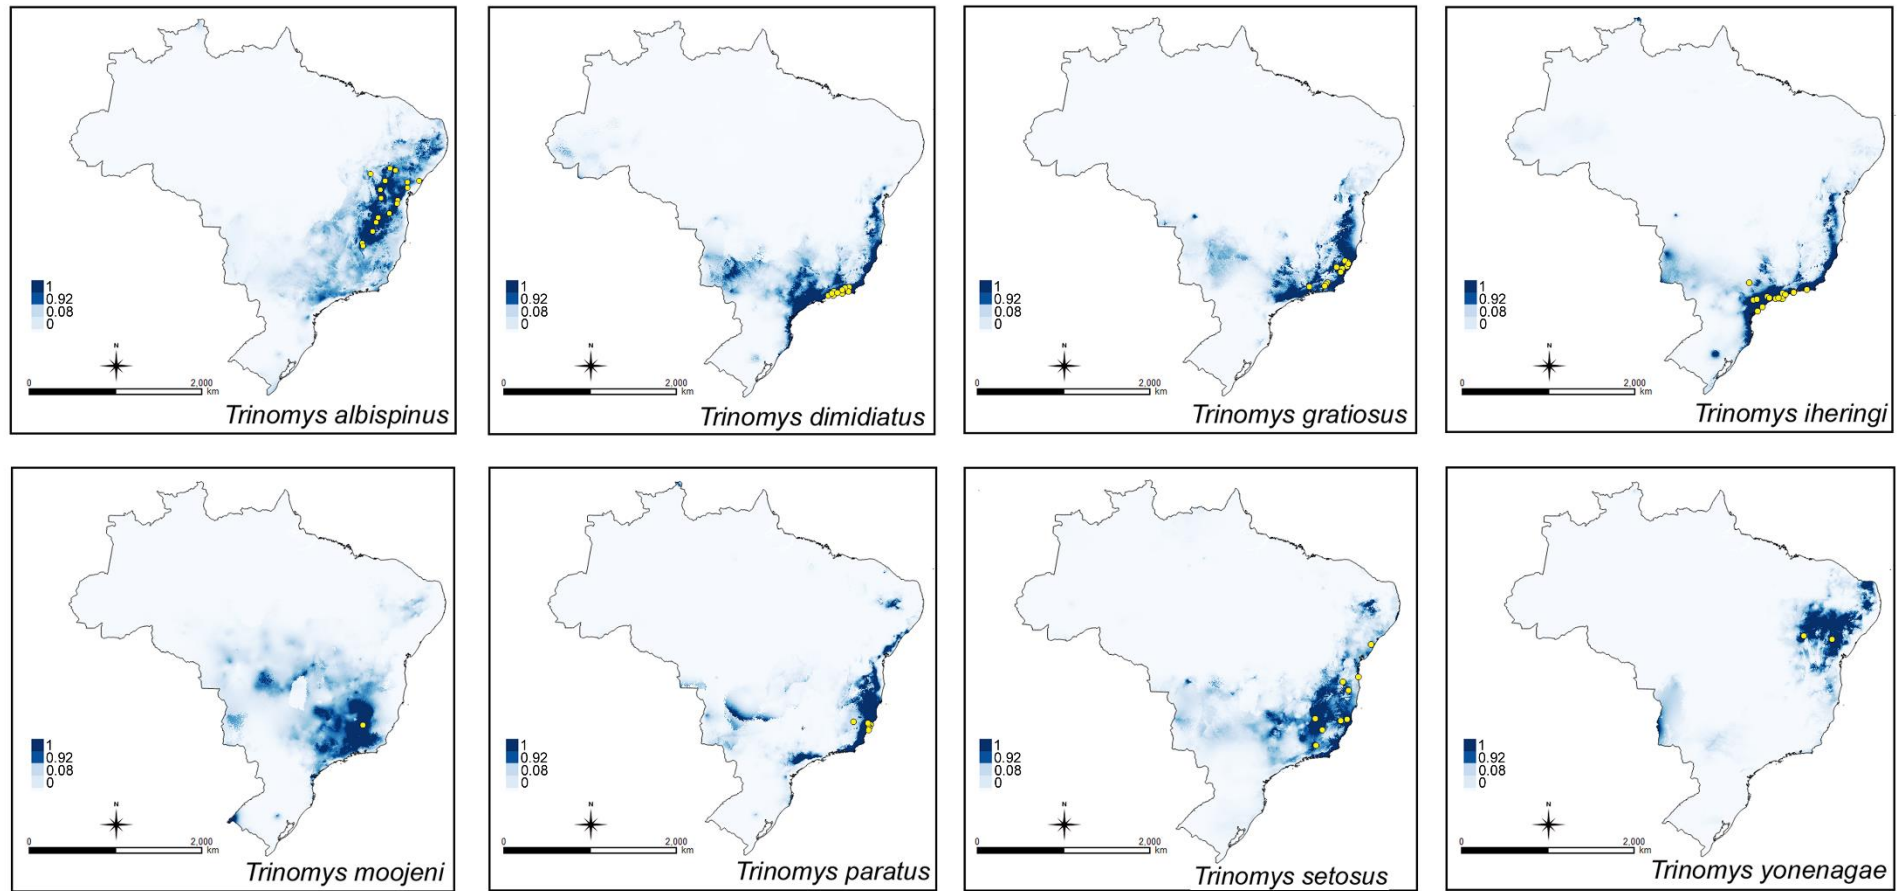 1
0.92
0.08
0
N
0 2,000
km
Trinomys albispinus
1
0.92
0.08
0
N
0 2,000
km
Trinomys dimidiatus
1
0.92
0.08
0
N
0 2,000
km
Trinomys gratiosus
1
0.92
0.08
0
N
0 2,000
km
Trinomys iheringi
1
0.92
0.08
0
N
0 2,000
km
Trinomys moojeni
1
0.92
0.08
0
N
0 2,000
km
Trinomys paratus
1
0.92
0.08
0
N
0 2,000
km
Trinomys setosus
1
0.92
0.08
0
N
0 2,000
km
Trinomys yonenagae